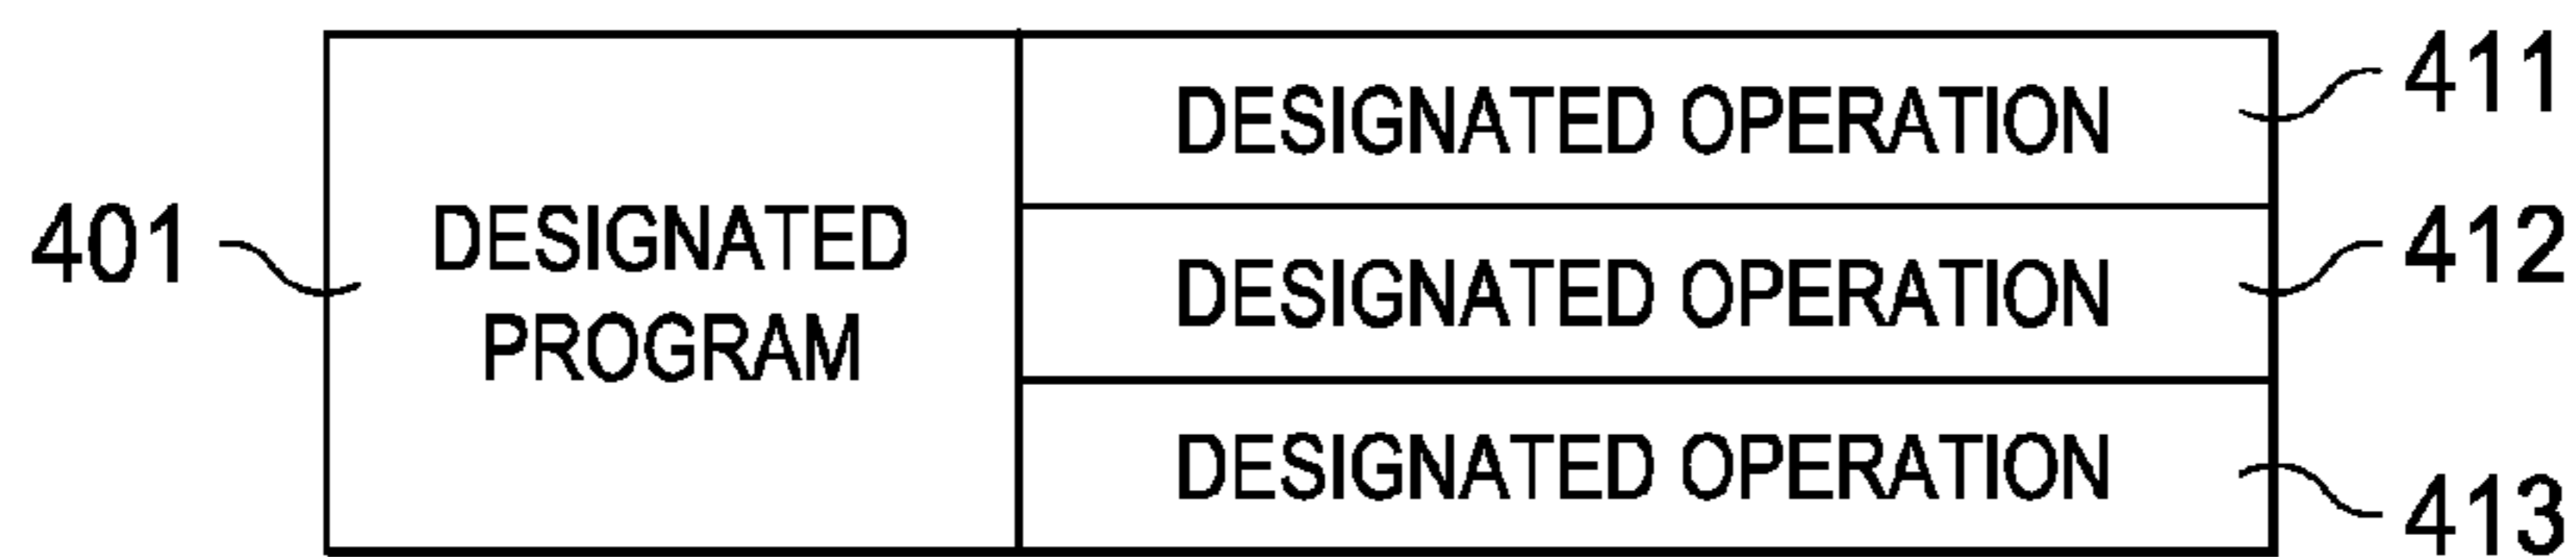 DESIGNATED OPERATION 411
401 DESIGNATED
PROGRAM
DESIGNATED OPERATION 412
DESIGNATED OPERATION 413